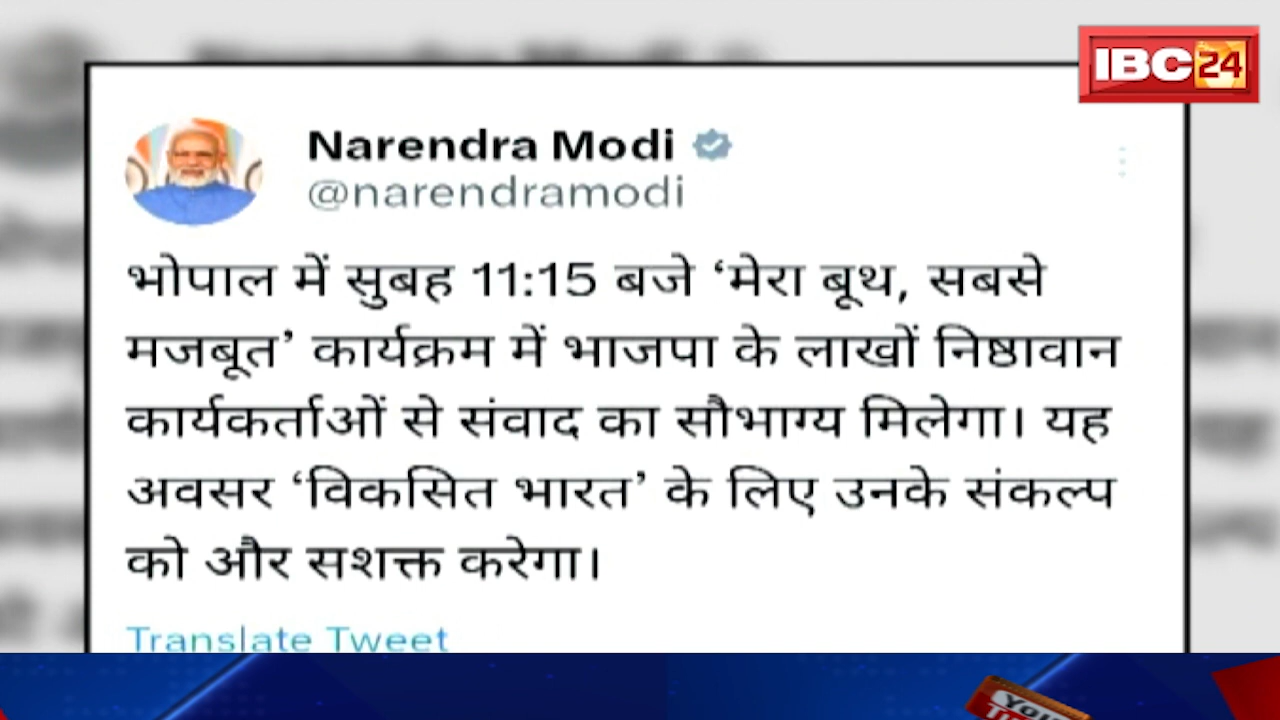 IBC24
Narendra Modi
@narendramodi
भोपाल में सुबह 11:15 बजे ‘मेरा बूथ, सबसे
मजबूत’ कार्यक्रम में भाजपा के लाखों निष्ठावान
कार्यकर्ताओं से संवाद का सौभाग्य मिलेगा। यह
अवसर ‘विकसित भारत’ के लिए उनके संकल्प
को और सशक्त करेगा।
Translate Tweet